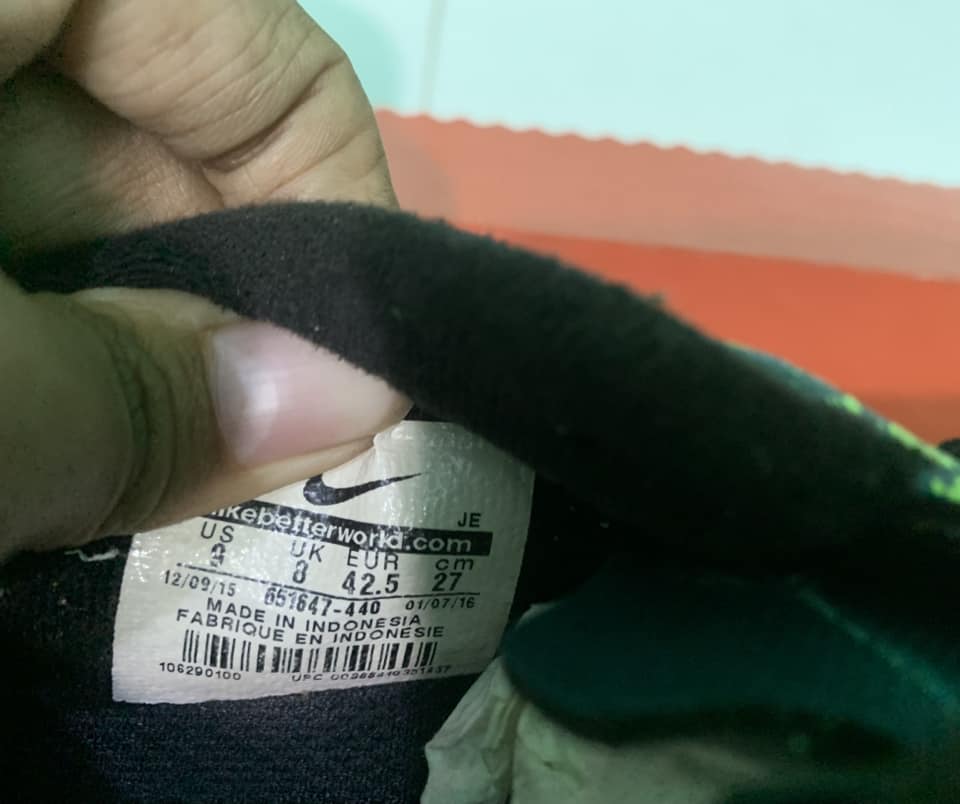 JE
nikebetterworld.com
US UK EUR cm
9 8 42.5 27
12/09/15 651647-440 01/07/16
MADE IN INDONESIA
FABRIQUE EN INDONESIE
106290100 UPC